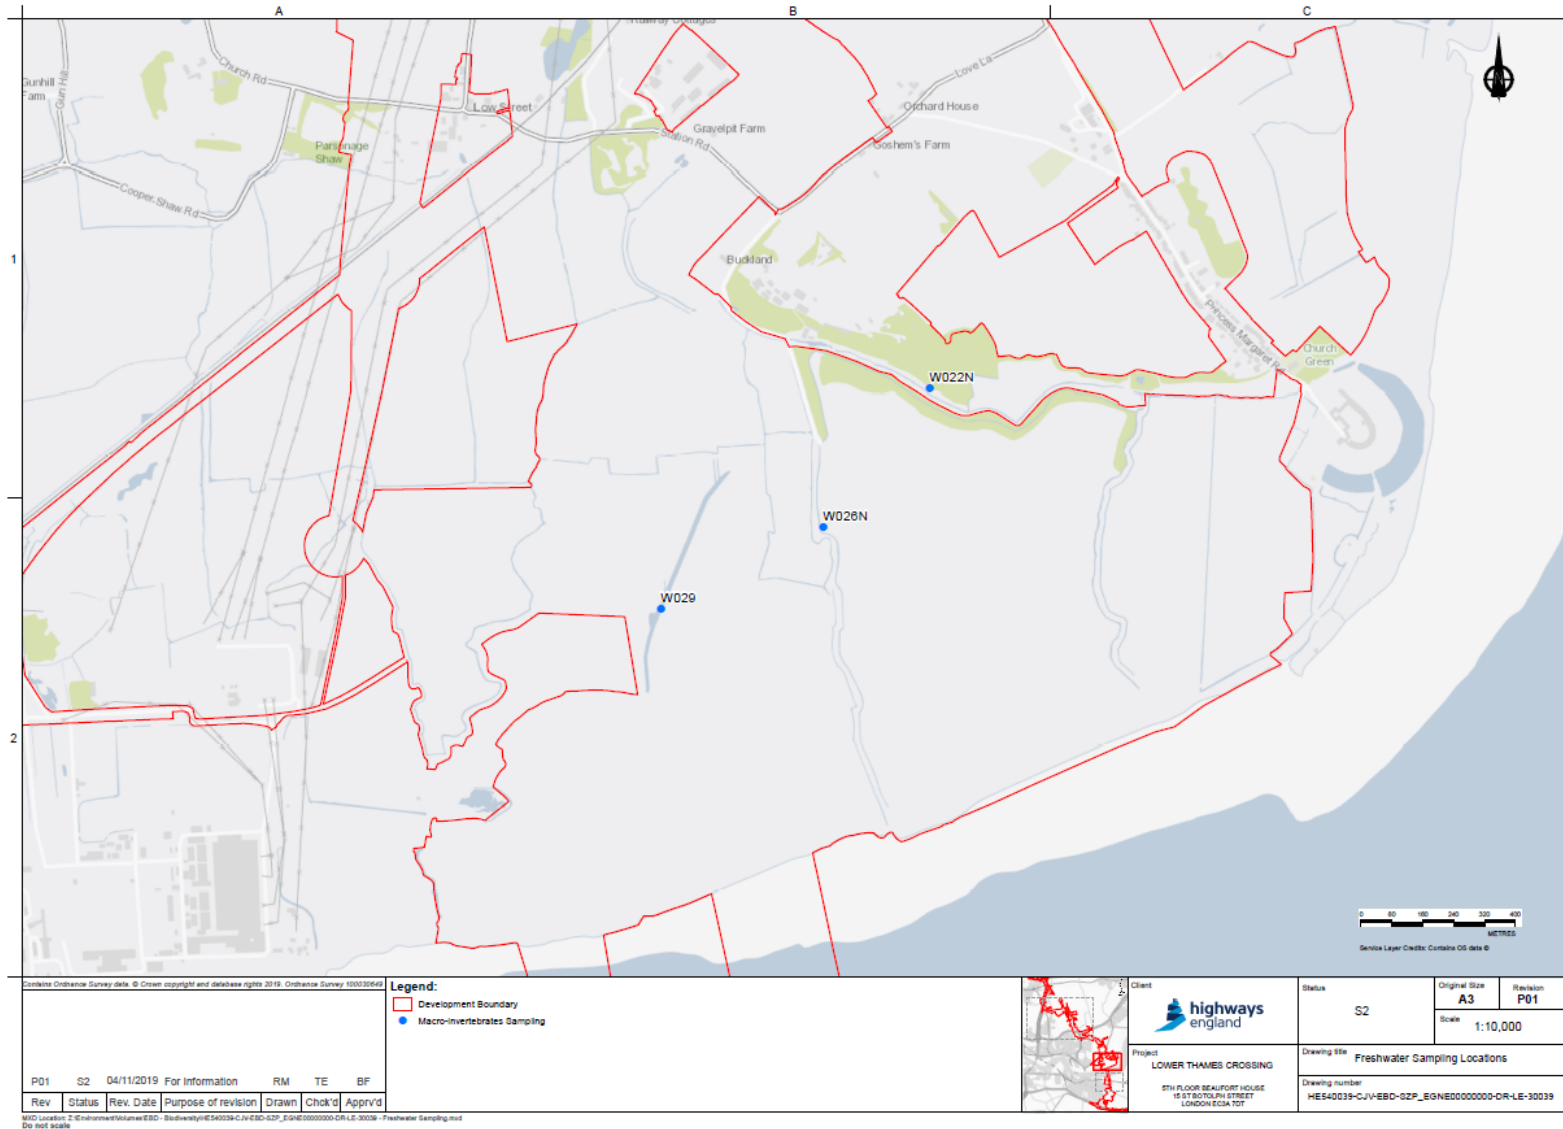 A
B
C
Railway Cottages
Gunhill
Farm
Gun Hill
Church Rd
Low Street
Love La
Orchard House
Gravelpit Farm
Station Rd
Goshem's Farm
Parsonage
Shaw
Cooper Shaw Rd
1
Buckland
Princess Margaret Rd
Church
Green
W022N
W026N
W029
2
0 80 160 240 320 400
METRES
Service Layer Credits: Contains OS data ©
Contains Ordnance Survey data. © Crown copyright and database rights 2019. Ordnance Survey 100030649
Legend:
Development Boundary
Macro-Invertebrates Sampling
P01 S2 04/11/2019 For Information RM TE BF
Rev Status Rev. Date Purpose of revision Drawn Chck'd Apprv'd
Client
highways
england
Project
LOWER THAMES CROSSING
5TH FLOOR BEAUFORT HOUSE
15 ST BOTOLPH STREET
LONDON EC3A 7DT
Status
S2
Original Size
A3
Revision
P01
Scale
1:10,000
Drawing title
Freshwater Sampling Locations
Drawing number
HE540039-CJV-EBD-SZP_EGNE00000000-DR-LE-30039
Do not scale